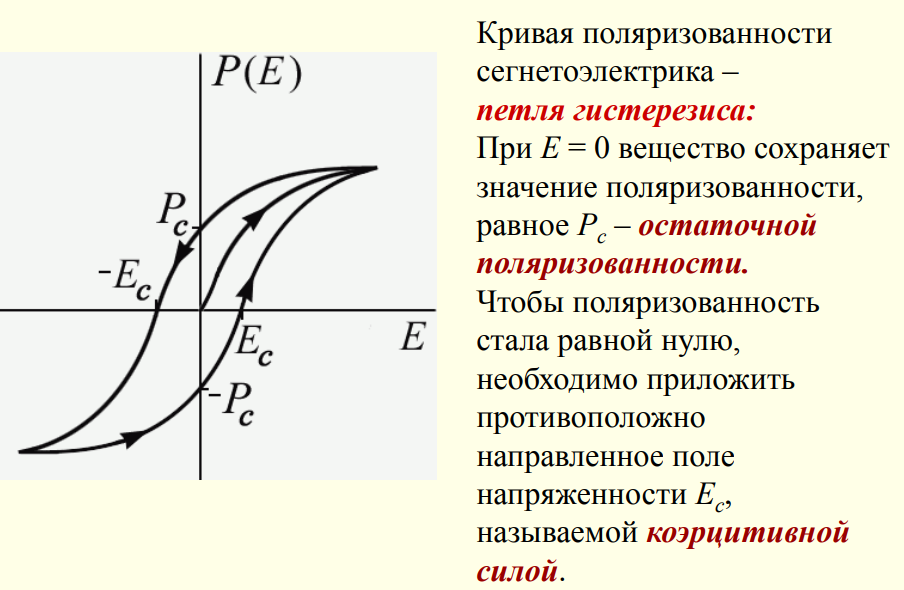 P(E)
P_c
-E_c
E_c
E
-P_c
Кривая поляризованности
сегнетоэлектрика –
петля гистерезиса:
При E = 0 вещество сохраняет
значение поляризованности,
равное P_c – остаточной
поляризованности.
Чтобы поляризованность
стала равной нулю,
необходимо приложить
противоположно
направленное поле
напряженности E_c,
называемой коэрцитивной
силой.